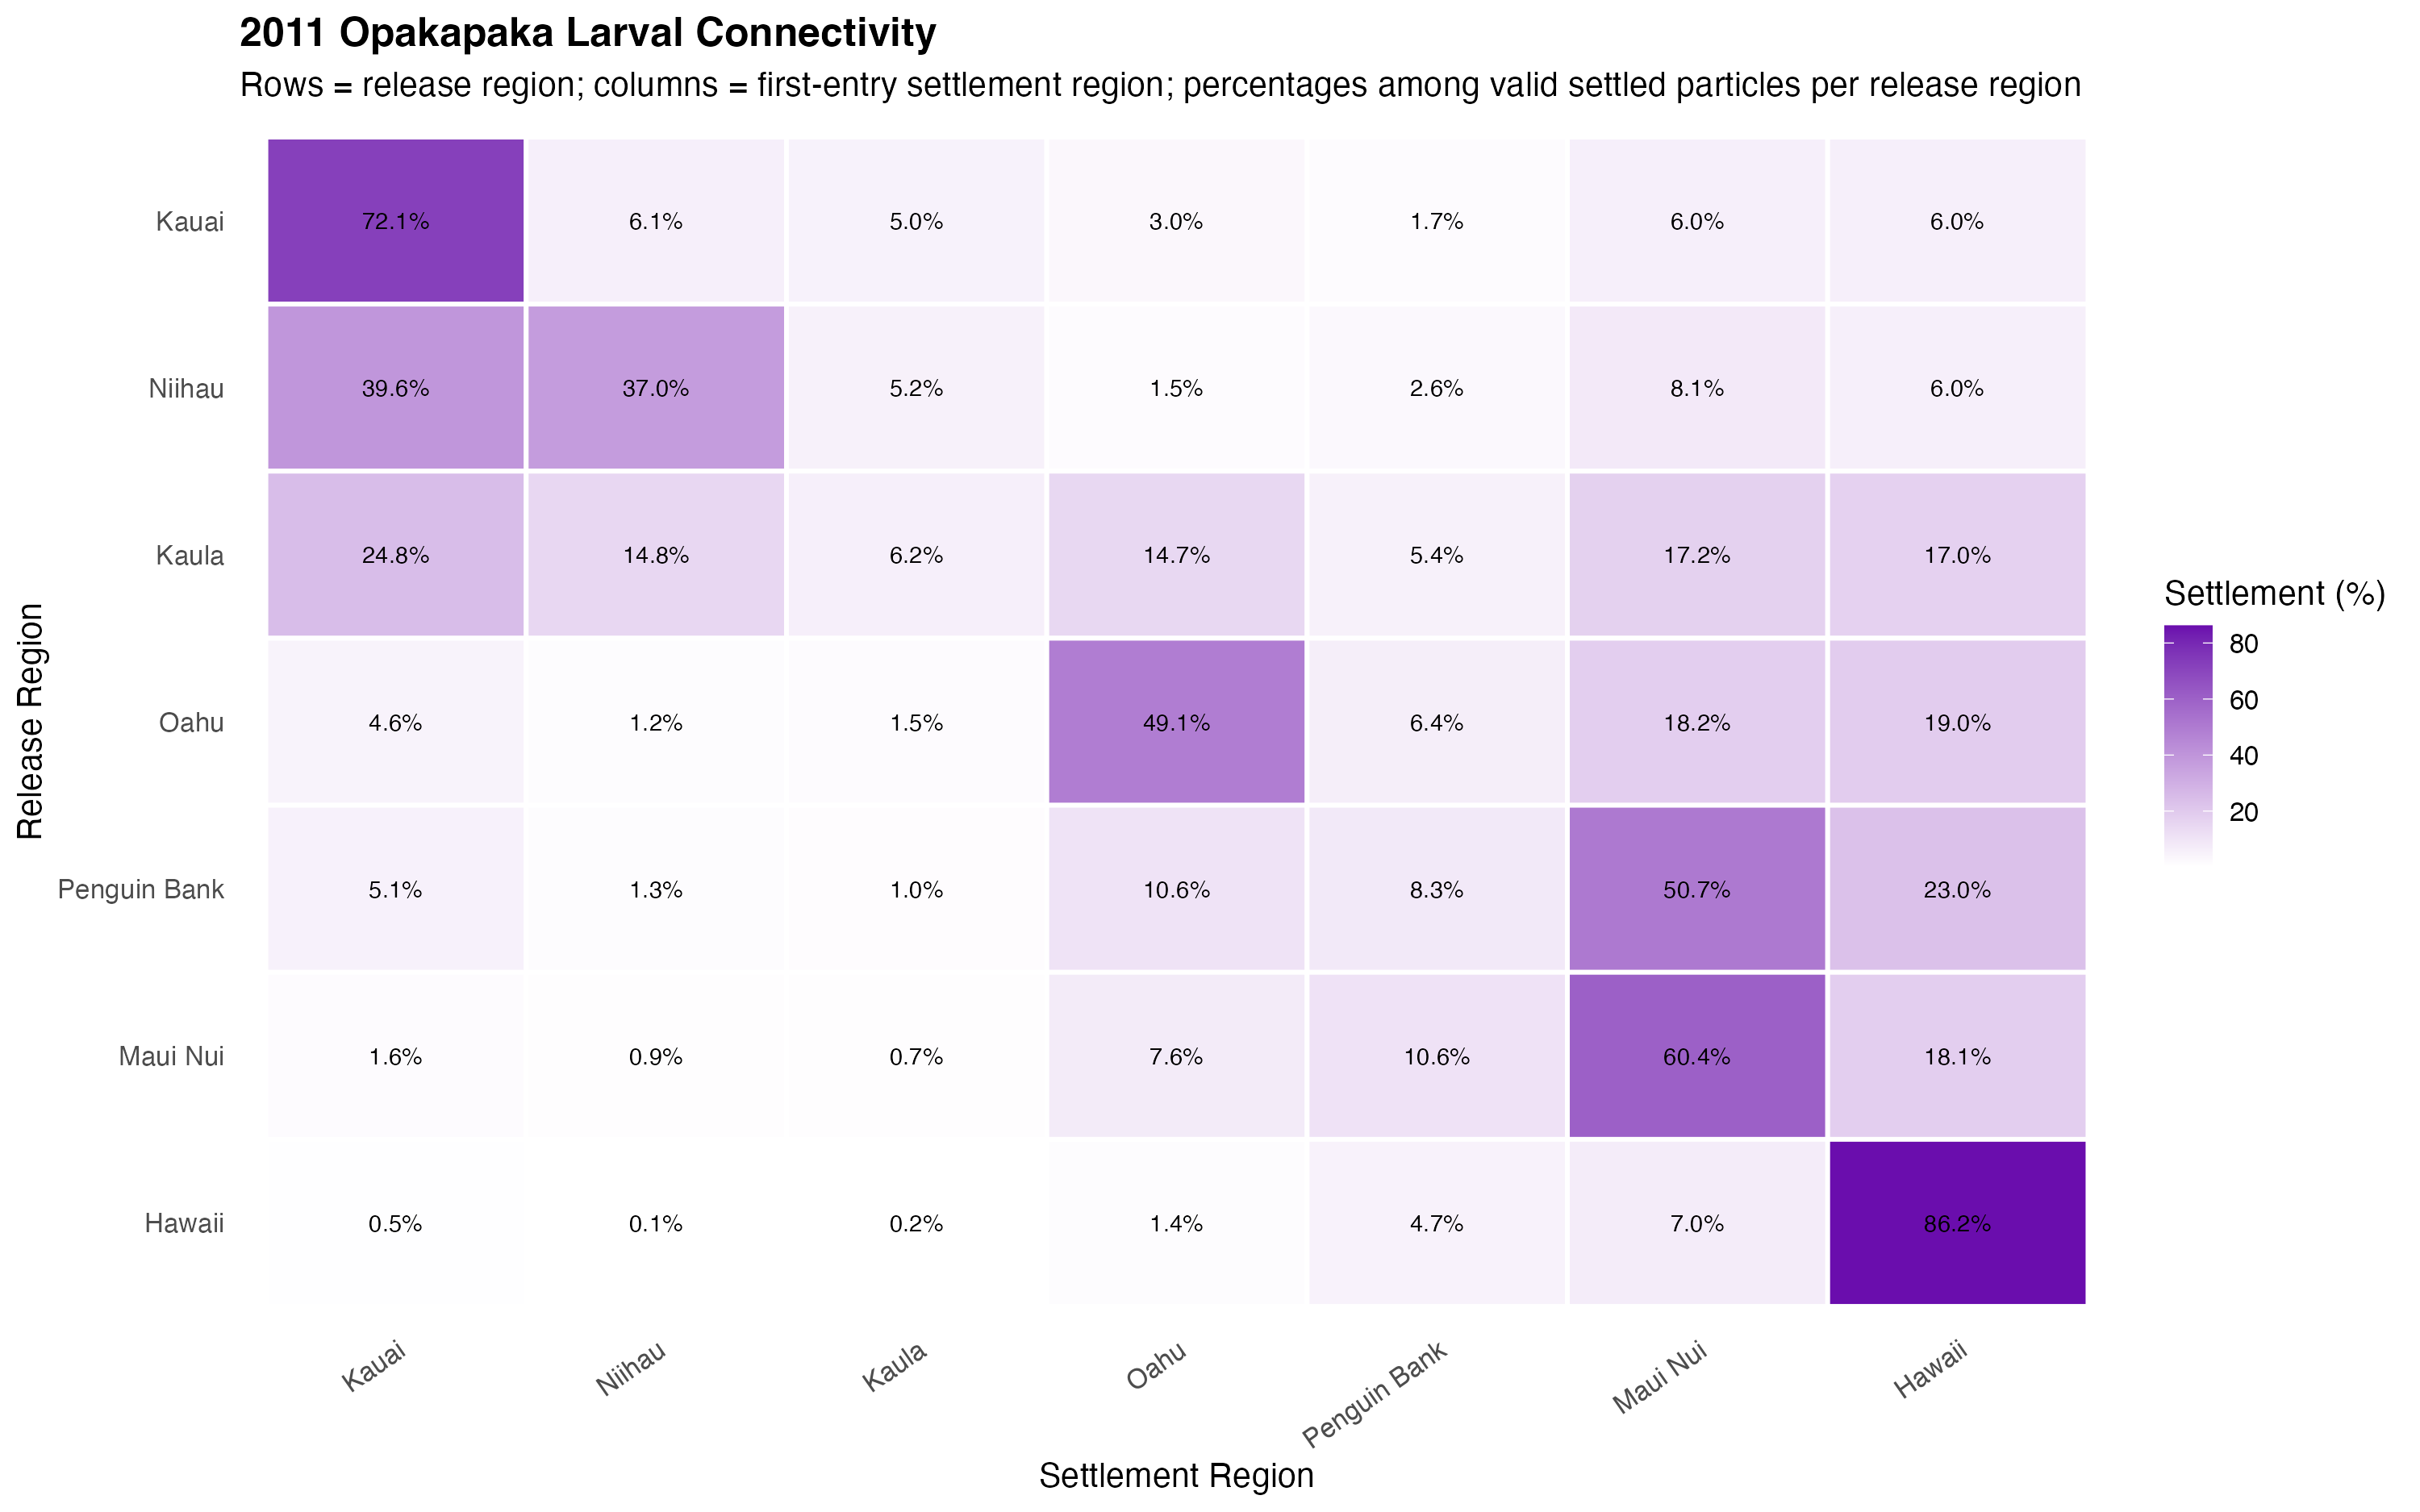 2011 Opakapaka Larval Connectivity
Rows = release region; columns = first-entry settlement region; percentages among valid settled particles per release region
Release Region
Kauai 72.1% 6.1% 5.0% 3.0% 1.7% 6.0% 6.0%
Niihau 39.6% 37.0% 5.2% 1.5% 2.6% 8.1% 6.0%
Kaula 24.8% 14.8% 6.2% 14.7% 5.4% 17.2% 17.0%
Oahu 4.6% 1.2% 1.5% 49.1% 6.4% 18.2% 19.0%
Penguin Bank 5.1% 1.3% 1.0% 10.6% 8.3% 50.7% 23.0%
Maui Nui 1.6% 0.9% 0.7% 7.6% 10.6% 60.4% 18.1%
Hawaii 0.5% 0.1% 0.2% 1.4% 4.7% 7.0% 86.2%
Kauai Niihau Kaula Oahu Penguin Bank Maui Nui Hawaii
Settlement Region
Settlement (%)
80
60
40
20